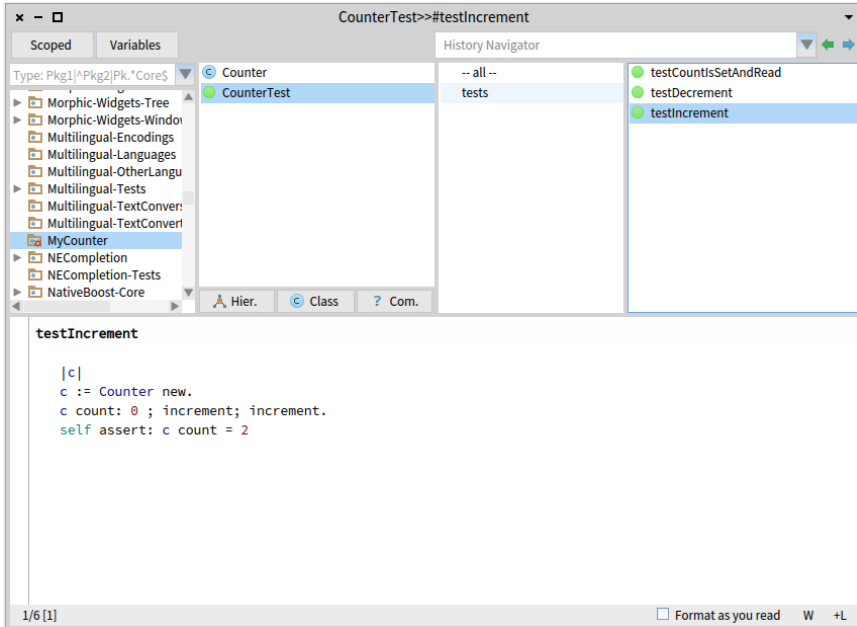 CounterTest>>#testIncrement
Scoped Variables History Navigator
Type: Pkg1|^Pkg2|Pk.*Core$
Morphic-Widgets-Tree
Morphic-Widgets-Window
Multilingual-Encodings
Multilingual-Languages
Multilingual-OtherLangu
Multilingual-Tests
Multilingual-TextConvers
Multilingual-TextConvert
MyCounter
NECompletion
NECompletion-Tests
NativeBoost-Core
Counter
CounterTest
Hier. Class ? Com.
-- all --
tests
testCountIsSetAndRead
testDecrement
testIncrement
testIncrement
|c|
c := Counter new.
c count: 0 ; increment; increment.
self assert: c count = 2
1/6 [1] Format as you read W +L